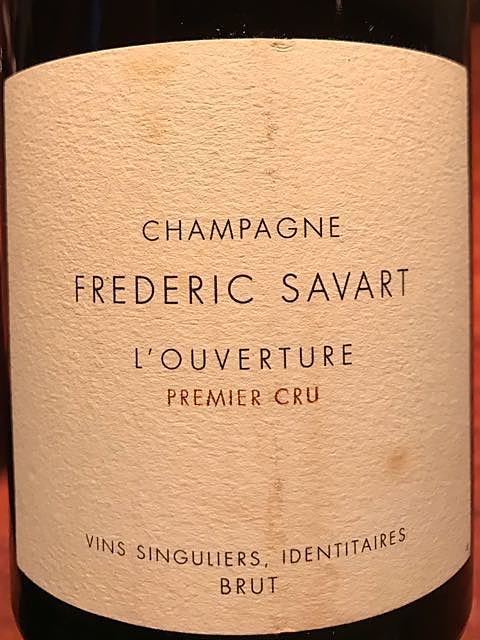 CHAMPAGNE
FREDERIC SAVART
L'OUVERTURE
PREMIER CRU
VINS SINGULIERS, IDENTITAIRES
BRUT